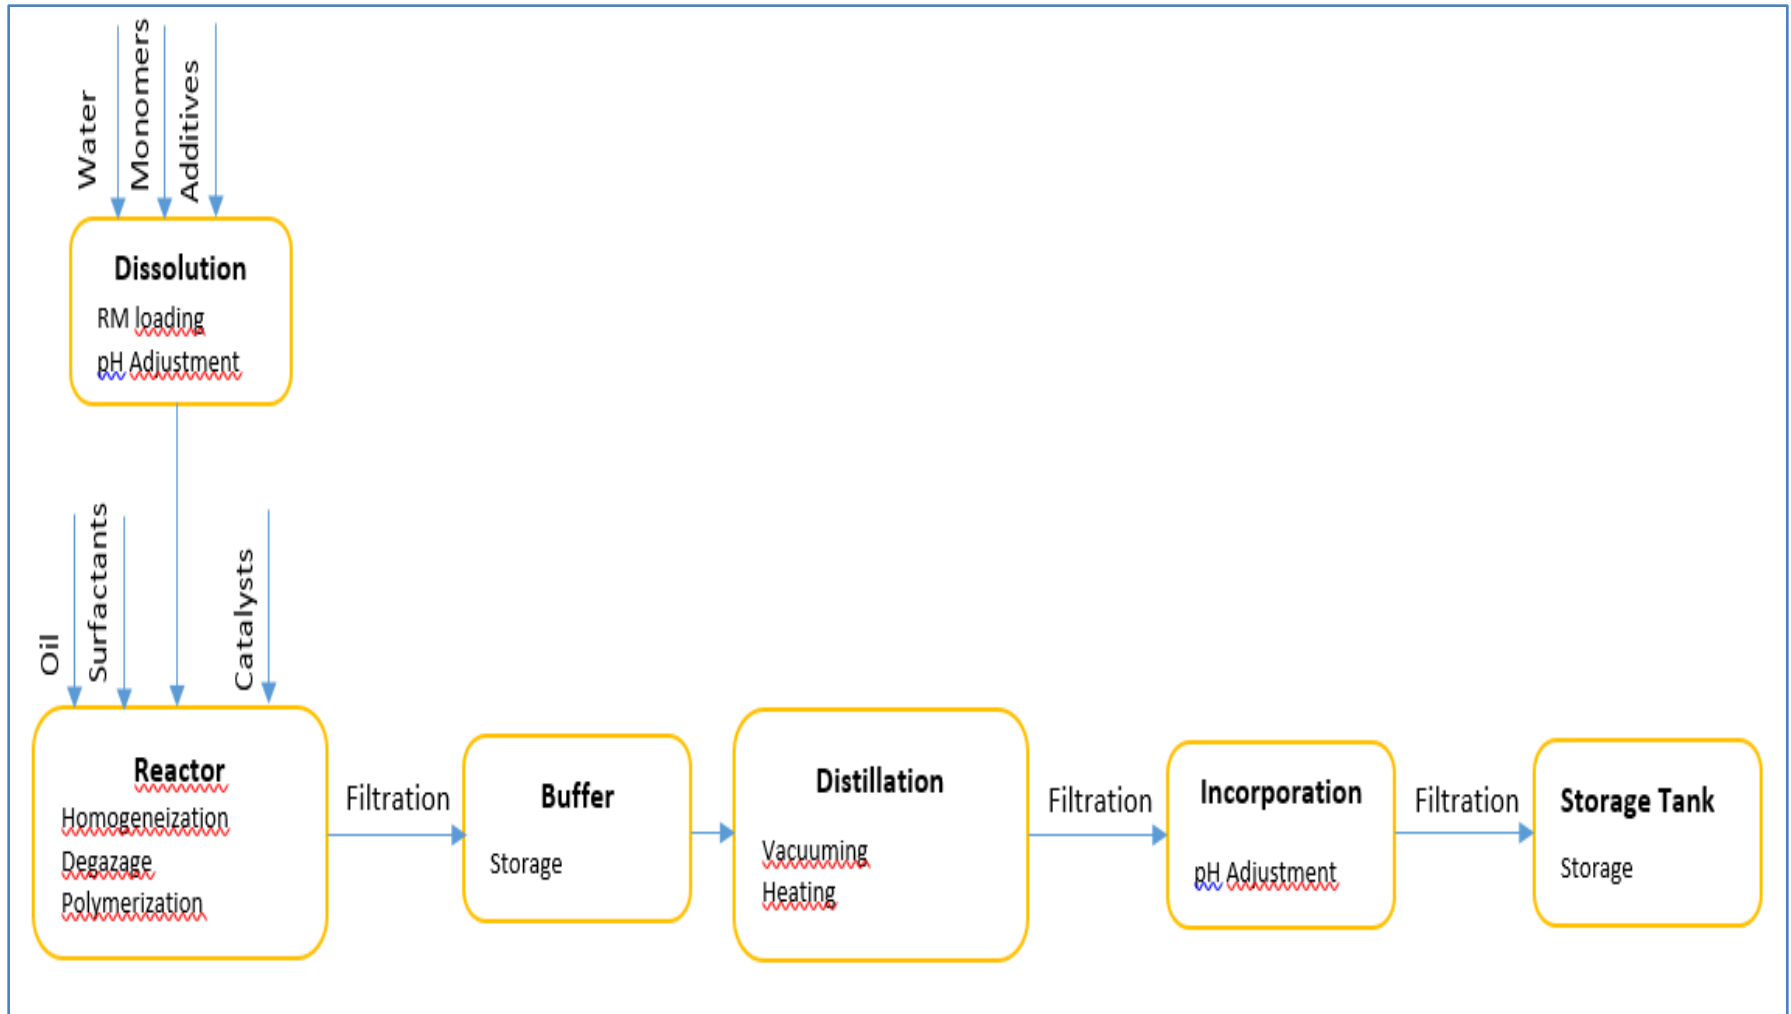 Water
Monomers
Additives
Dissolution
RM loading
pH Adjustment
Oil
Surfactants
Catalysts
Reactor
Homogeneization
Degazage
Polymerization
Filtration
Buffer
Storage
Distillation
Vacuuming
Heating
Filtration
Incorporation
pH Adjustment
Filtration
Storage Tank
Storage